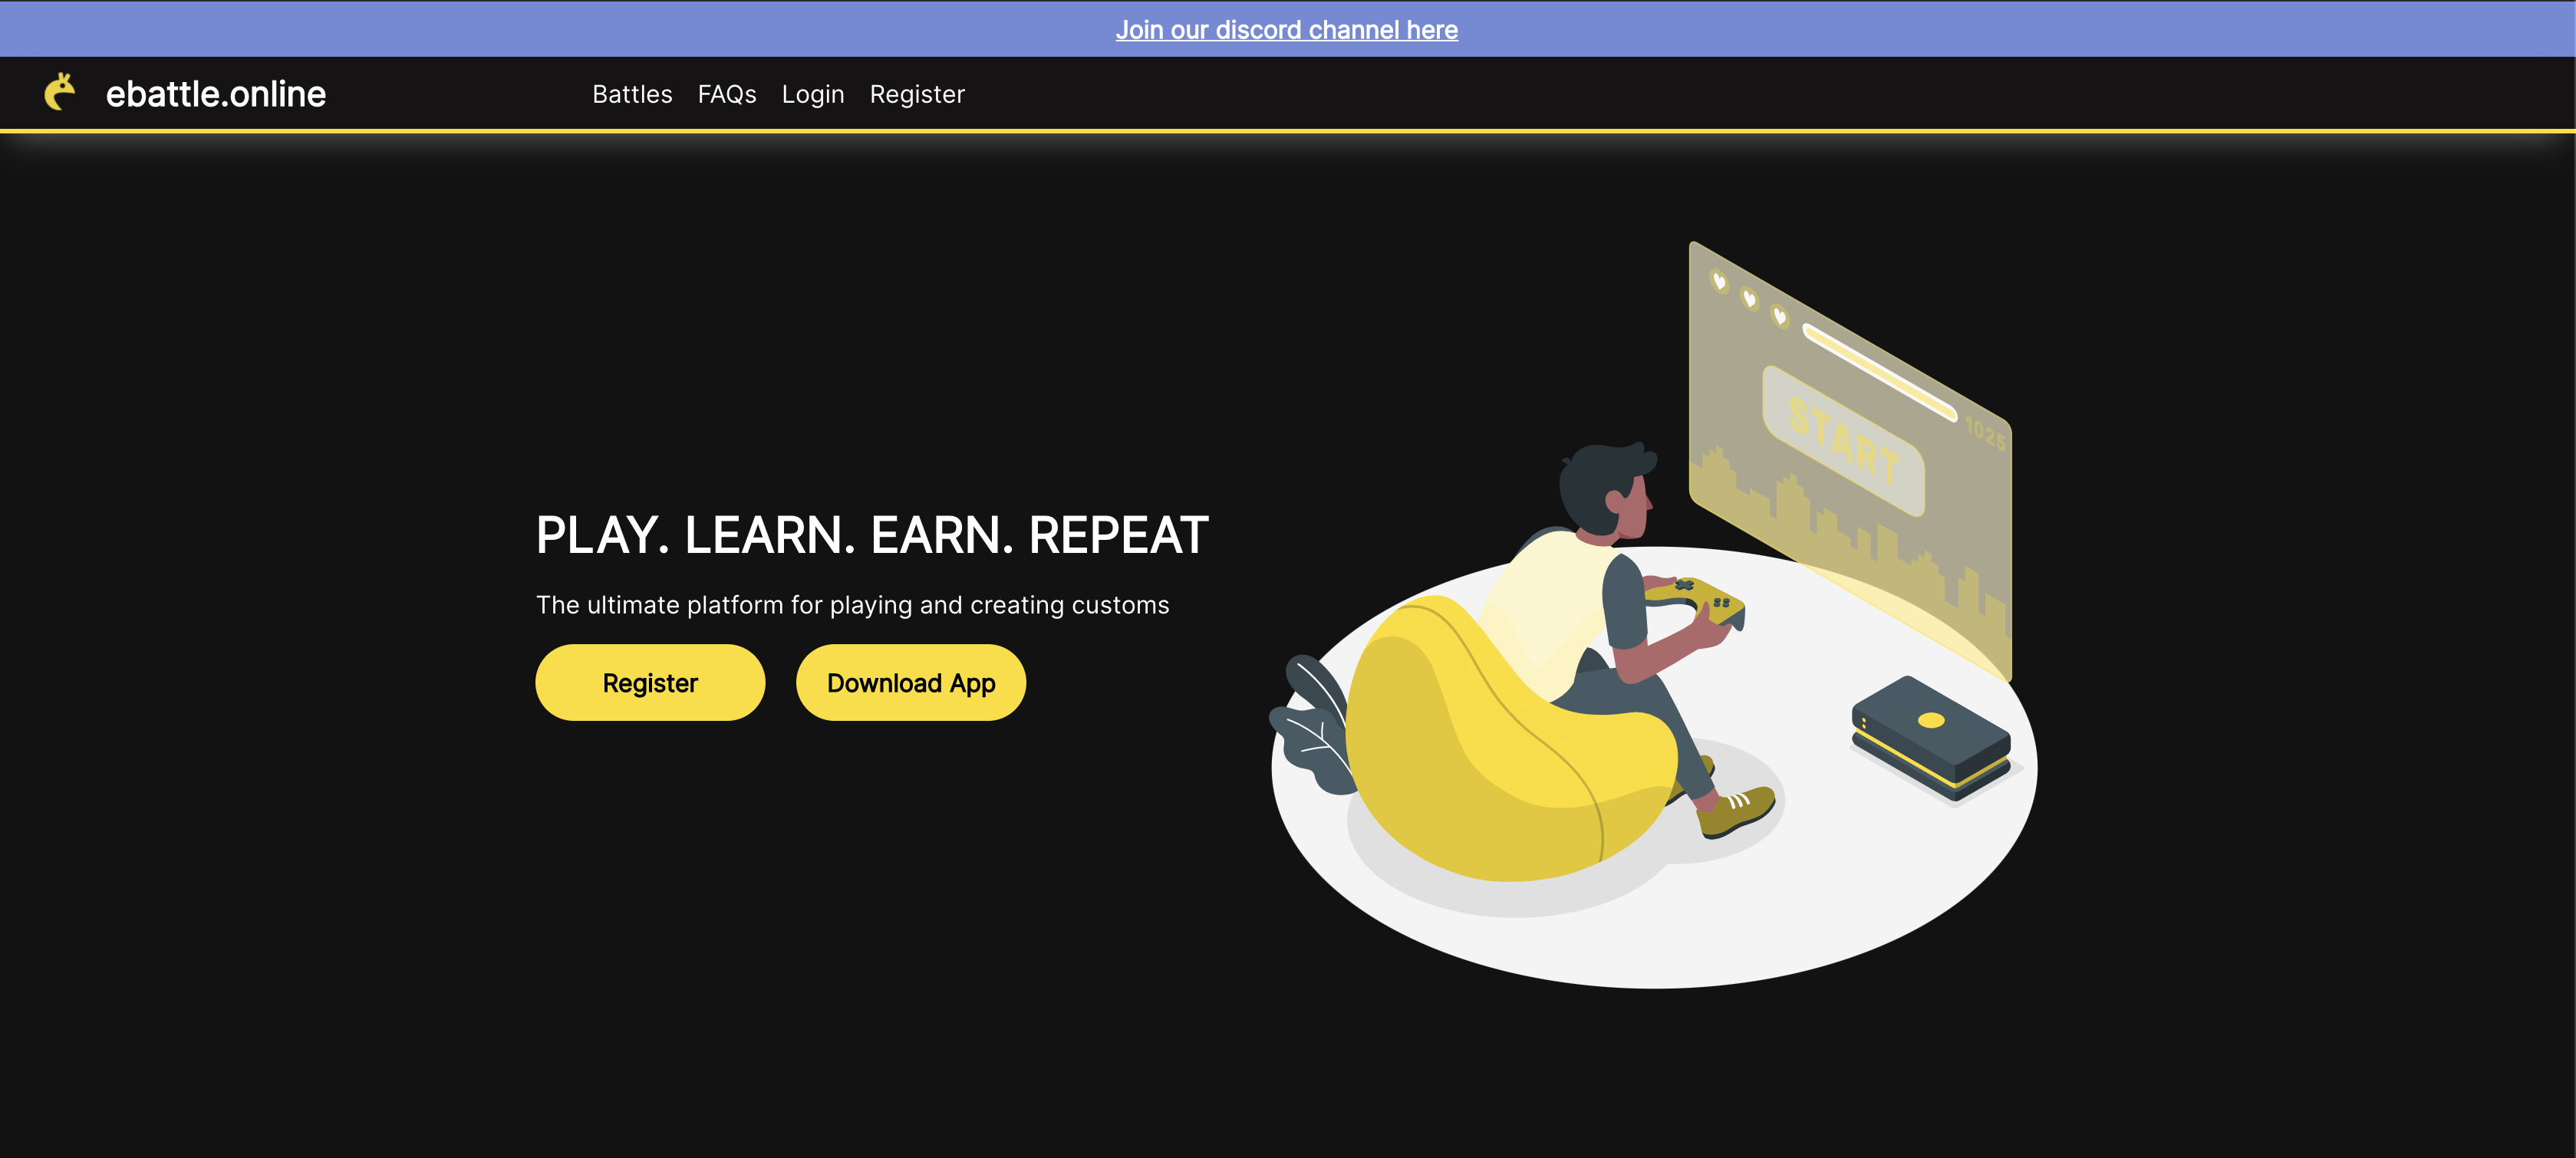 Join our discord channel here
ebattle.online
Battles FAQs Login Register
1025
START
PLAY. LEARN. EARN. REPEAT
The ultimate platform for playing and creating customs
Register Download App